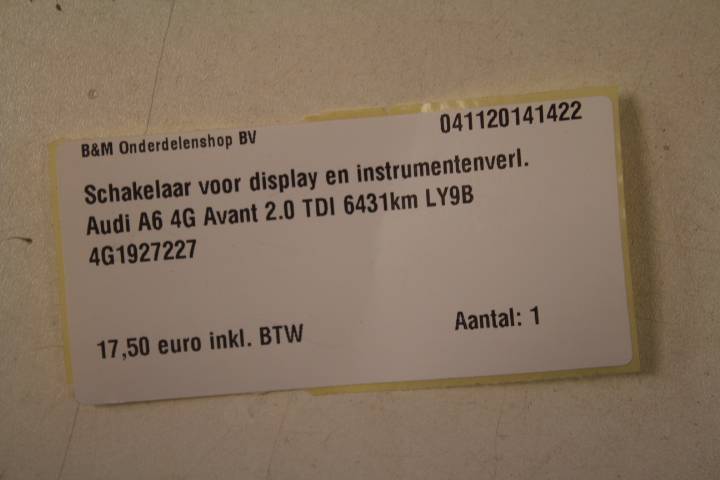 B&M Onderdelenshop BV 041120141422
Schakelaar voor display en instrumentenverl.
Audi A6 4G Avant 2.0 TDI 6431km LY9B
4G1927227
17,50 euro inkl. BTW Aantal: 1